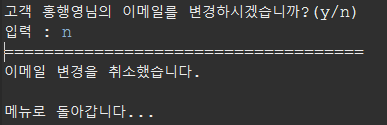 고객 홍행영님의 이메일를 변경하시겠습니까?(y/n)
입력 : n
====================================
이메일 변경을 취소했습니다.
메뉴로 돌아갑니다...